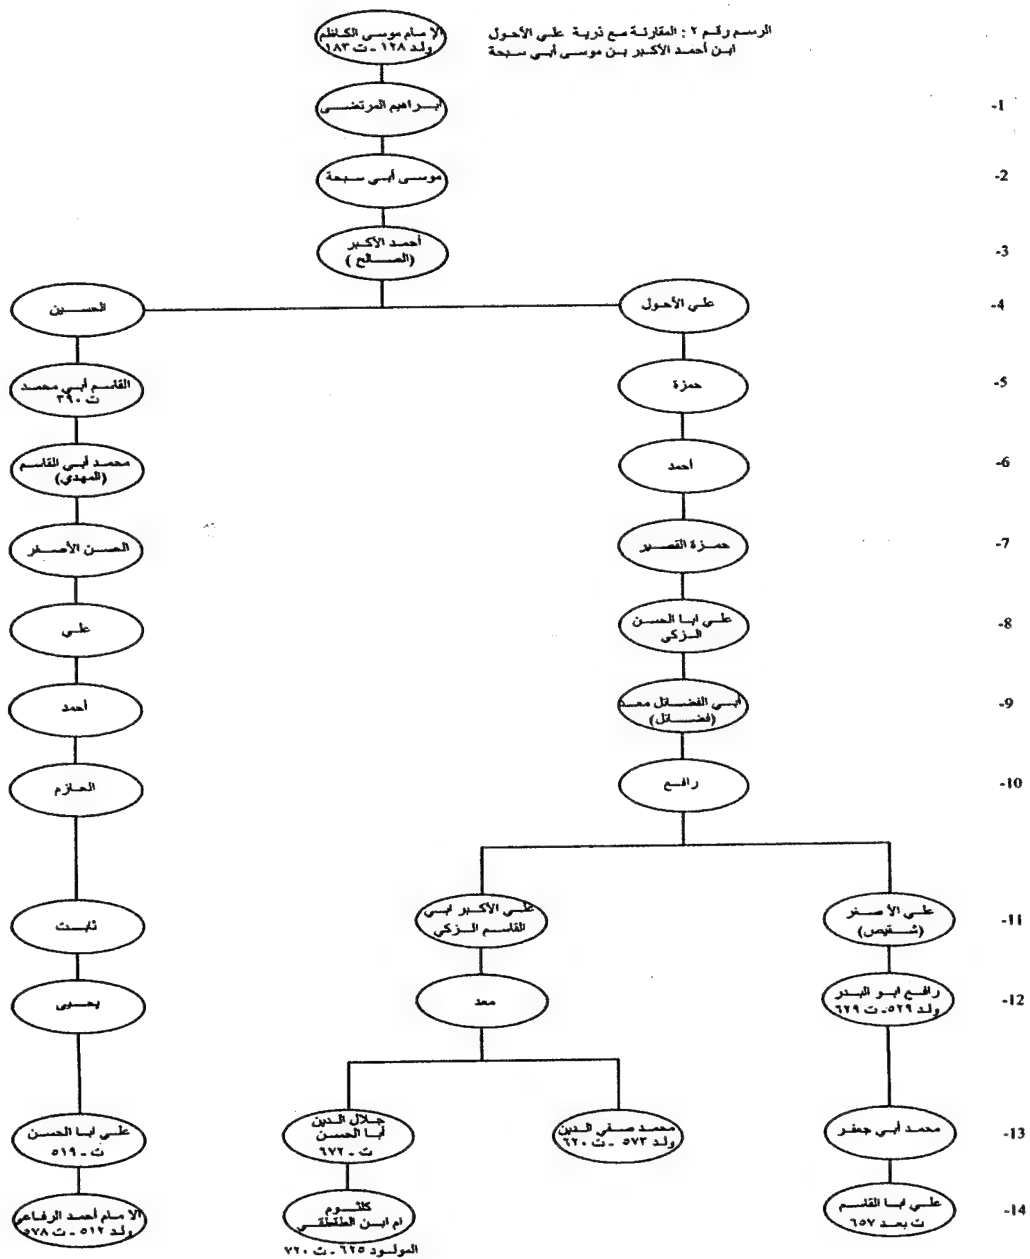 الرسم رقم ٢ : المقارنة مع ذرية علي الأحول
ابن أحمد الأكبر بن موسى أبي سبحة
الامام موسى الكاظم
ولد ١٢٨ - ت ١٨٣
ابراهيم المرتضى
-1
موسى أبي سبحة
-2
أحمد الأكبر
(الصالح)
-3
علي الأحول
الحسين
-4
حمزة
القاسم أبي محمد
ت ٣٩٠
-5
أحمد
محمد أبي القاسم
(المهدي)
-6
حمزة القصير
الحسن الأصغر
-7
علي ابا الحسن
الزكي
علي
-8
أبي الفضائل معد
(فضائل)
أحمد
-9
رافع
الحازم
-10
علي الأصغر
(شقيص)
علي الأكبر ابي
القاسم الزكي
ثابت
-11
رافع ابو البدر
ولد ٥٢٩ - ت ٦٢٩
معد
يحيى
-12
محمد أبي جعفر
محمد صفي الدين
ولد ٥٧٣ - ت ٦٢٠
جلال الدين
أبا الحسن
ت - ٦٧٢
علي ابا الحسن
ت - ٥١٩
-13
علي ابا القاسم
ت بعد ٦٥٧
كلثوم
ام ابن الطقطقي
المولود ٦٢٥ - ت ٧٢٠
الامام أحمد الرفاعي
ولد ٥١٢ - ت ٥٧٨
-14